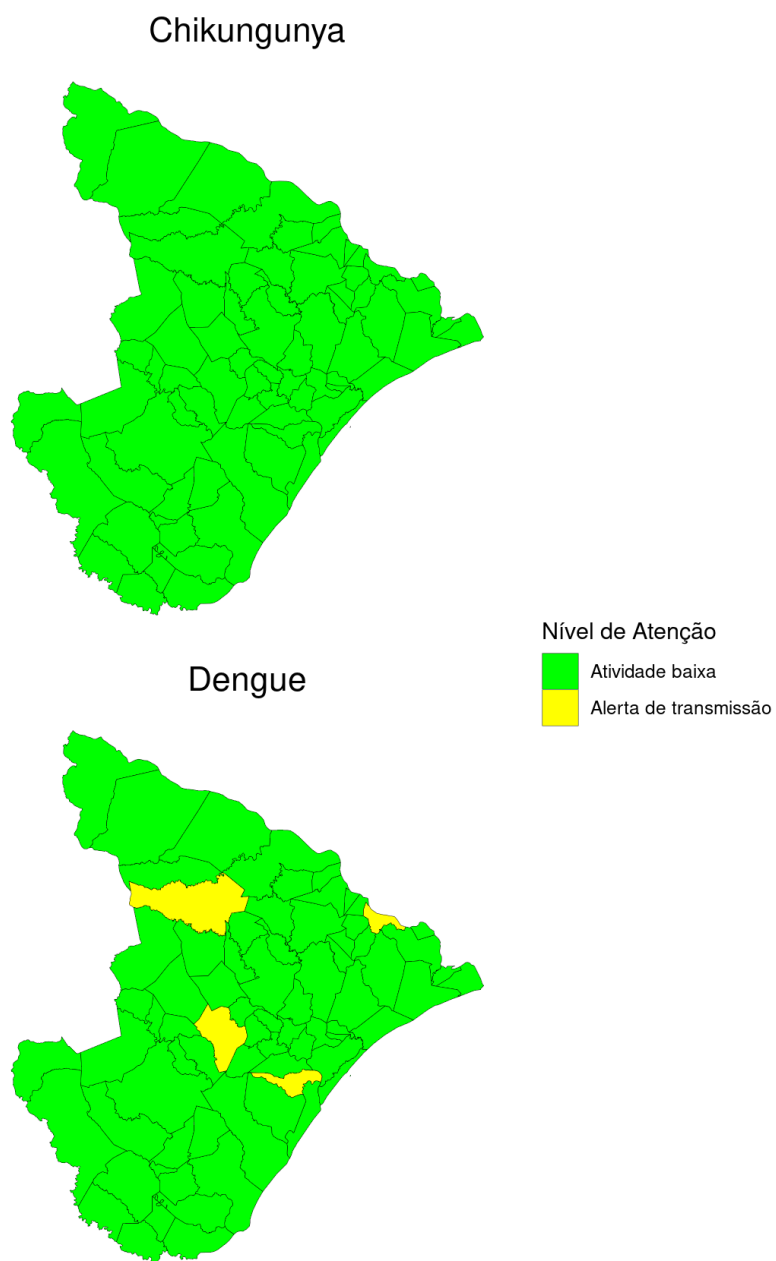 Chikungunya
Nível de Atenção
Atividade baixa
Alerta de transmissão
Dengue